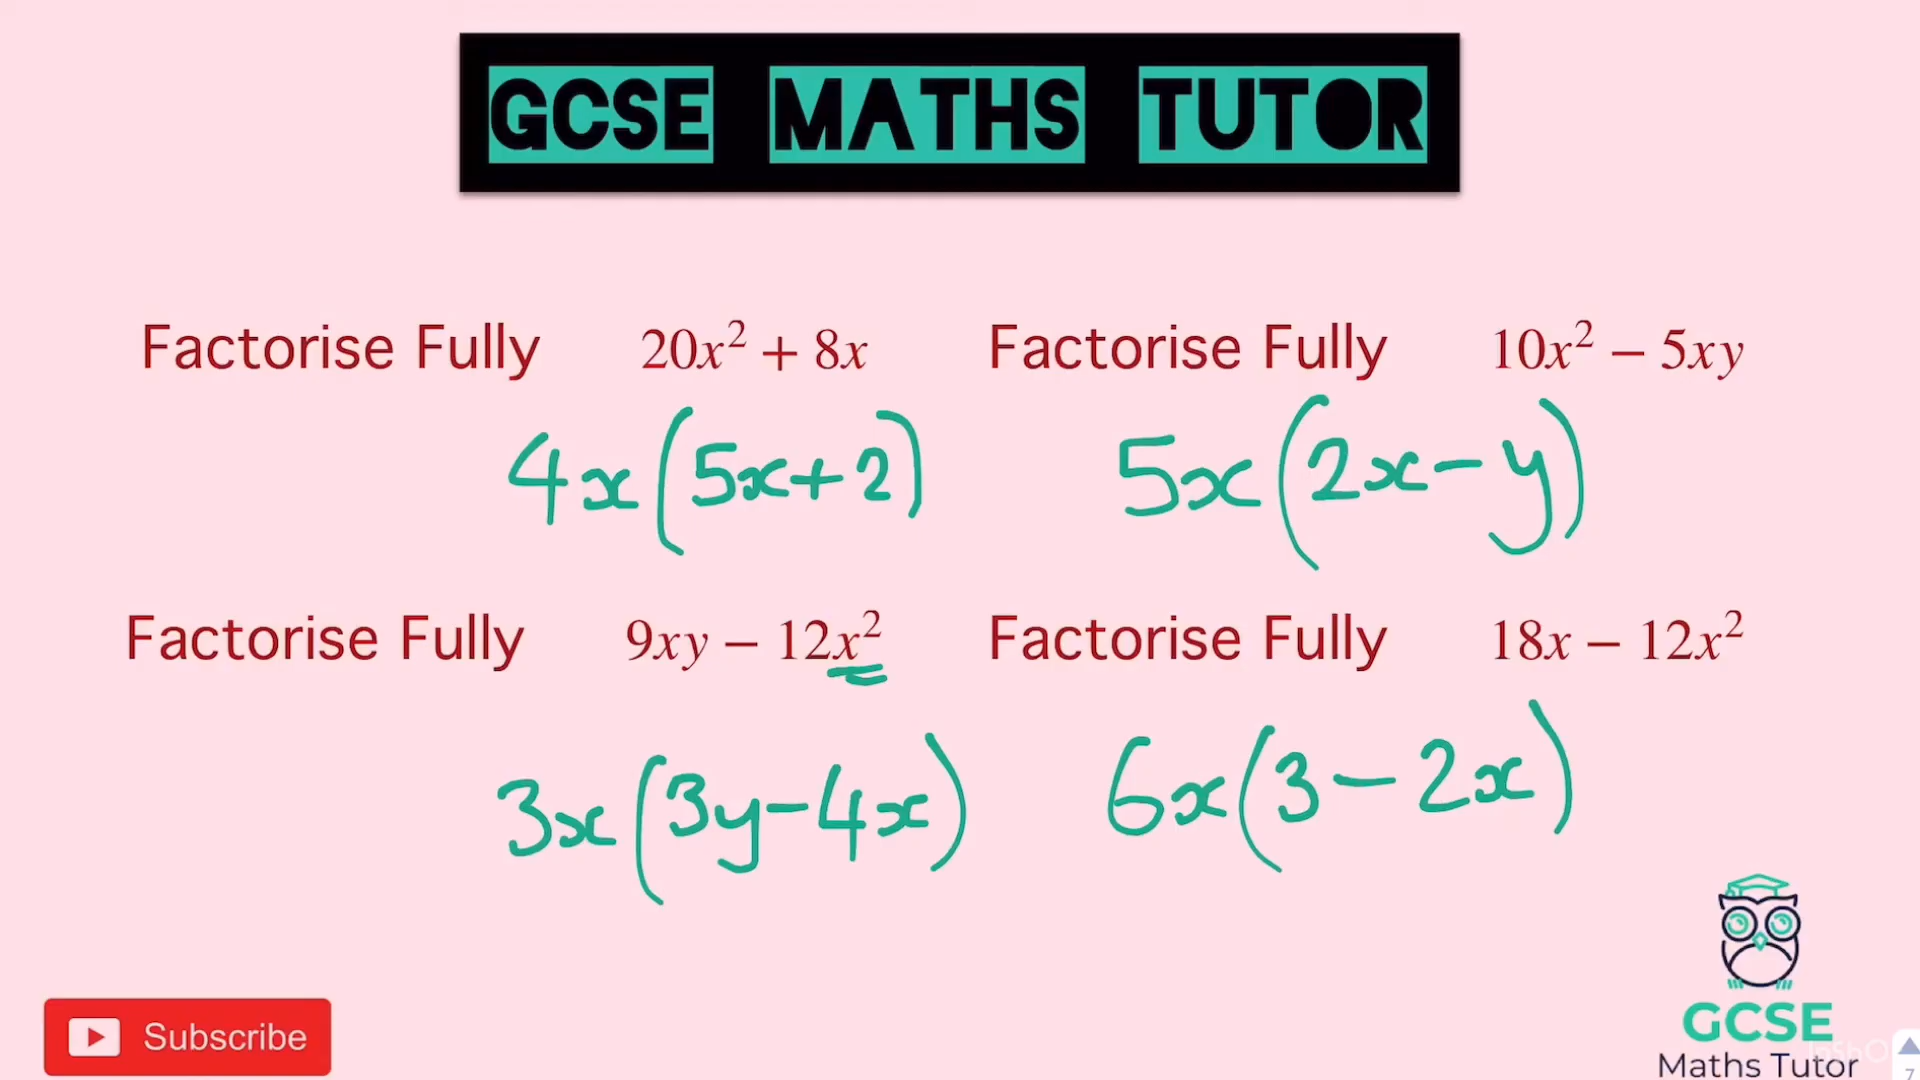 GCSE MATHS TUTOR
Factorise Fully 20x² + 8x
4x(5x+2)
Factorise Fully 10x² − 5xy
5x(2x−y)
Factorise Fully 9xy − 12x²
3x(3y−4x)
Factorise Fully 18x − 12x²
6x(3−2x)
Subscribe
GCSE
Maths Tutor
7